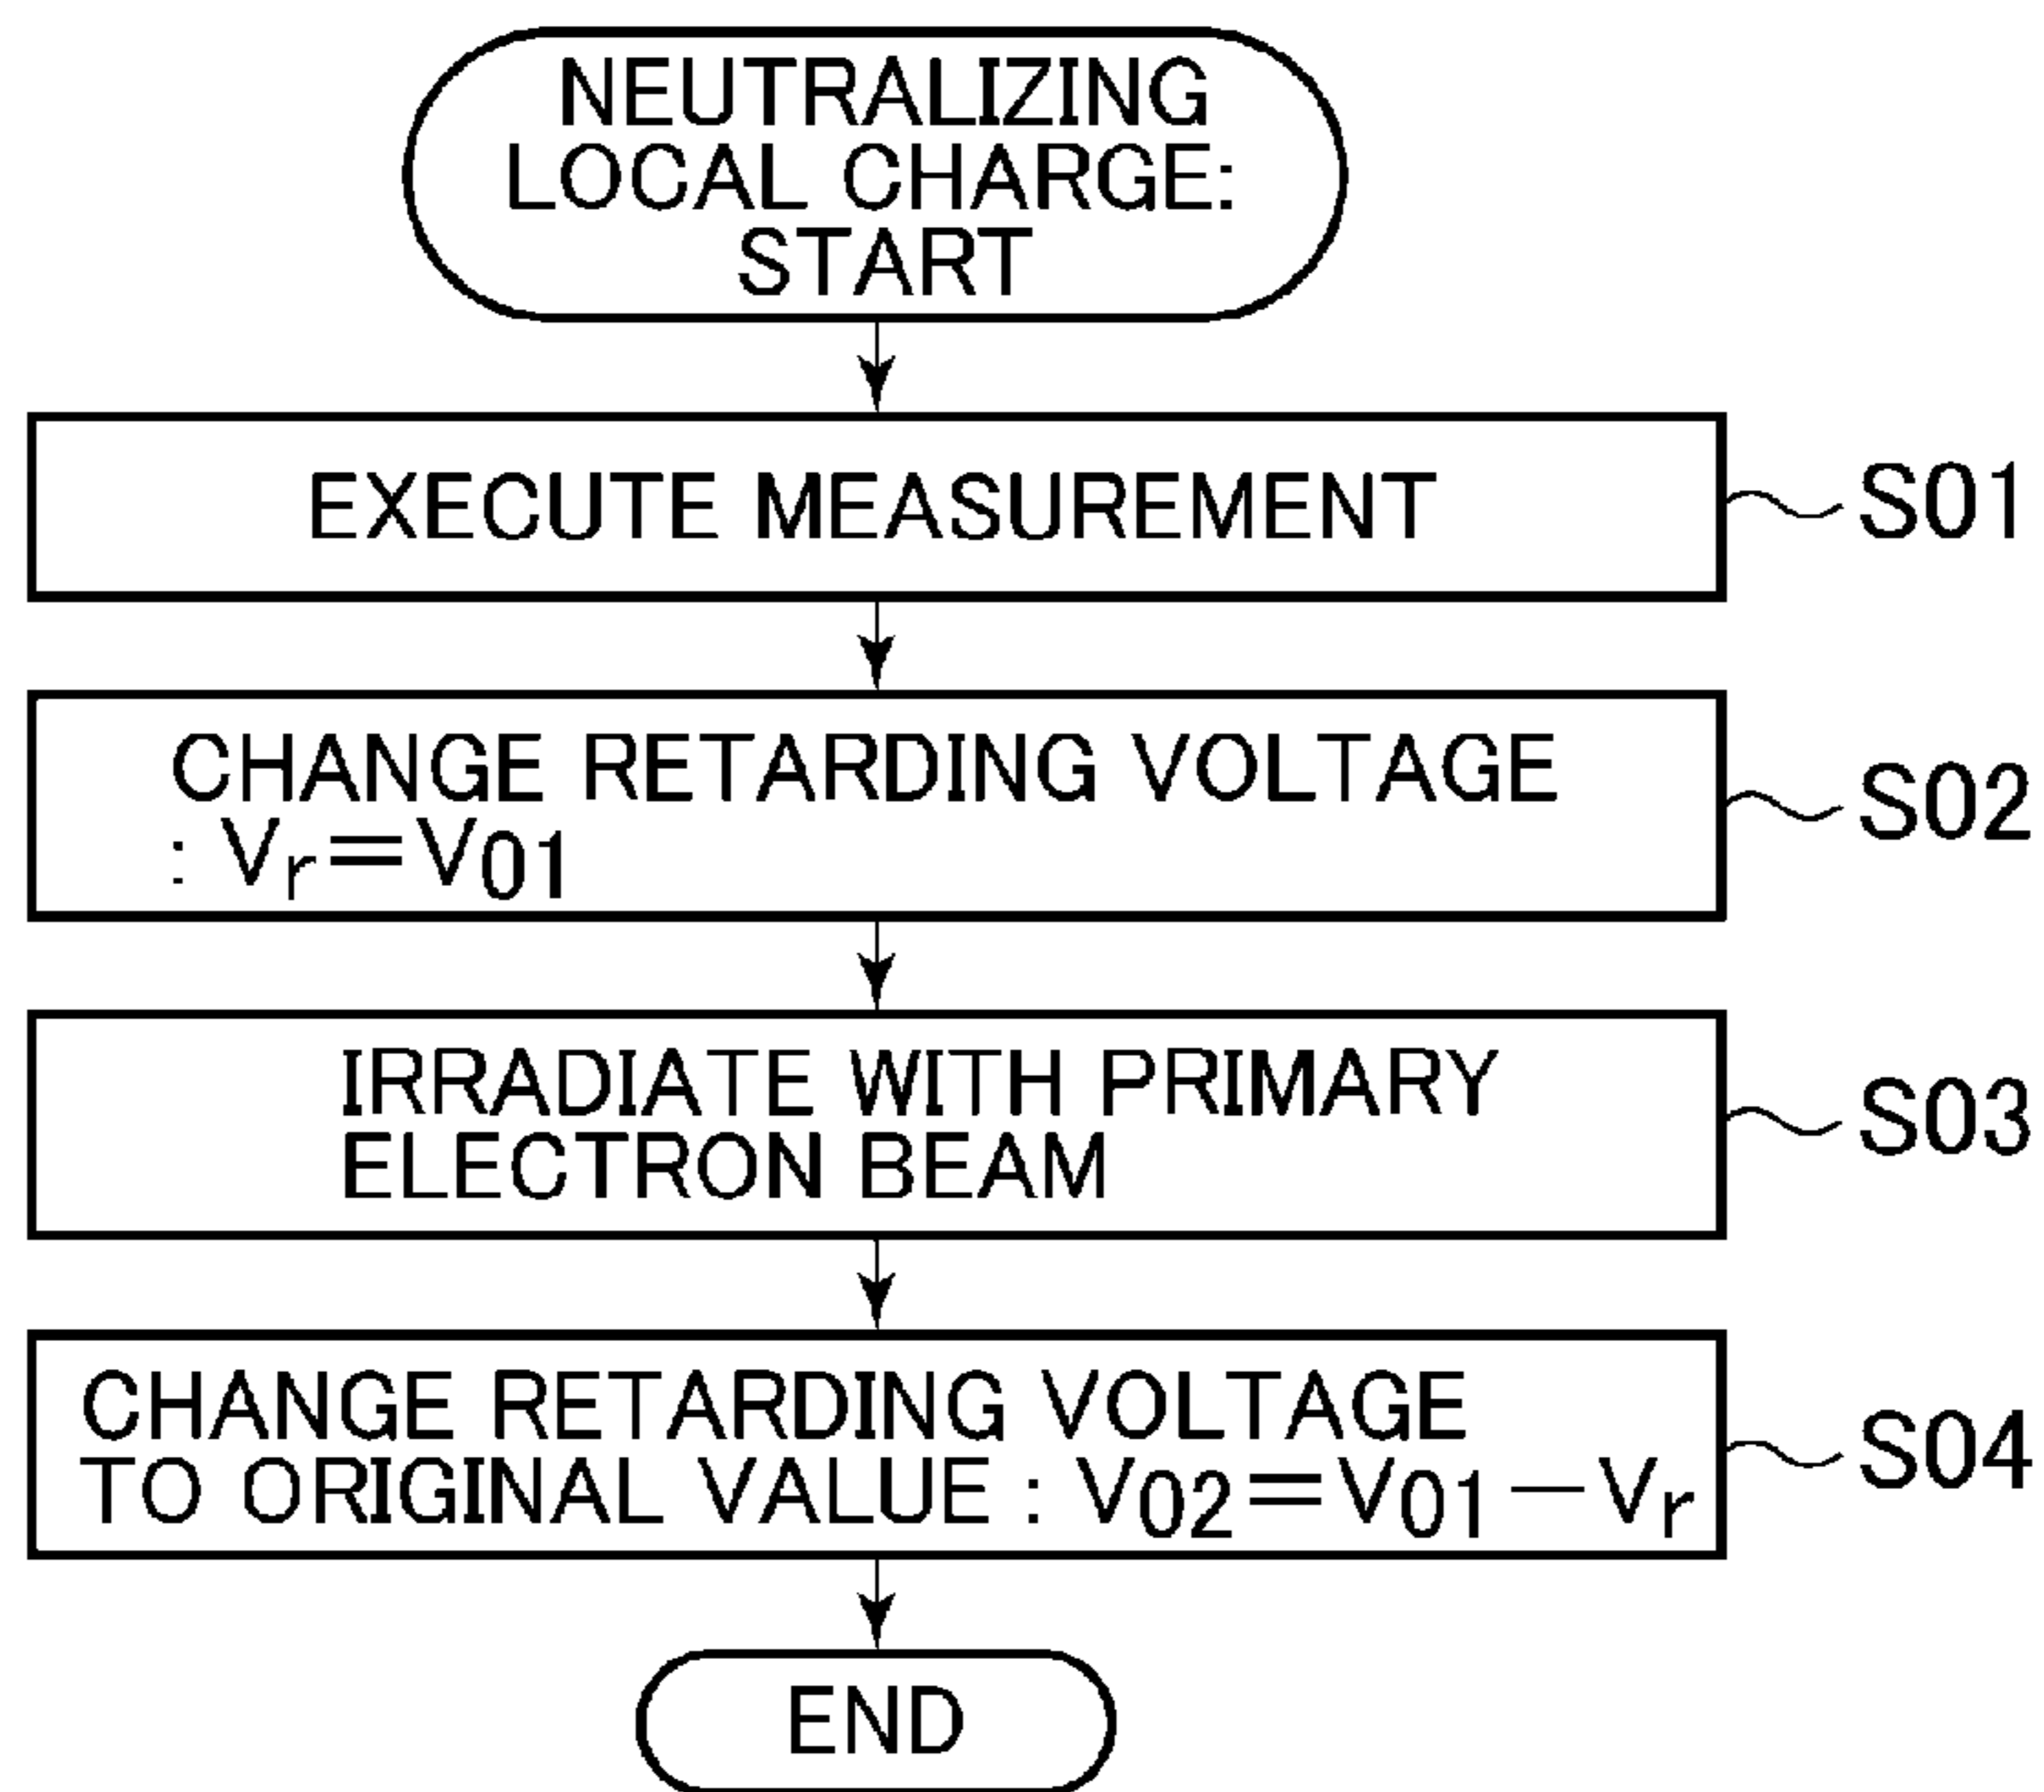 NEUTRALIZING
LOCAL CHARGE:
START
EXECUTE MEASUREMENT
S01
CHANGE RETARDING VOLTAGE
: Vr=V01
S02
IRRADIATE WITH PRIMARY
ELECTRON BEAM
S03
CHANGE RETARDING VOLTAGE
TO ORIGINAL VALUE : V02=V01-Vr
S04
END